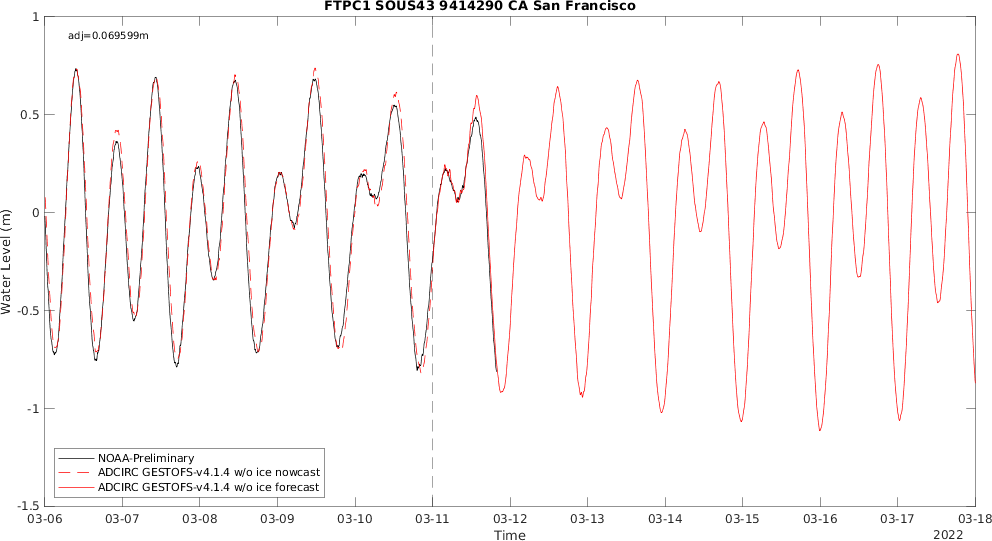 FTPC1 SOUS43 9414290 CA San Francisco
adj=0.069599m
1
0.5
0
-0.5
-1
-1.5
Water Level (m)
NOAA-Preliminary
ADCIRC GESTOFS-v4.1.4 w/o ice nowcast
ADCIRC GESTOFS-v4.1.4 w/o ice forecast
03-06 03-07 03-08 03-09 03-10 03-11 03-12 03-13 03-14 03-15 03-16 03-17 03-18
Time
2022